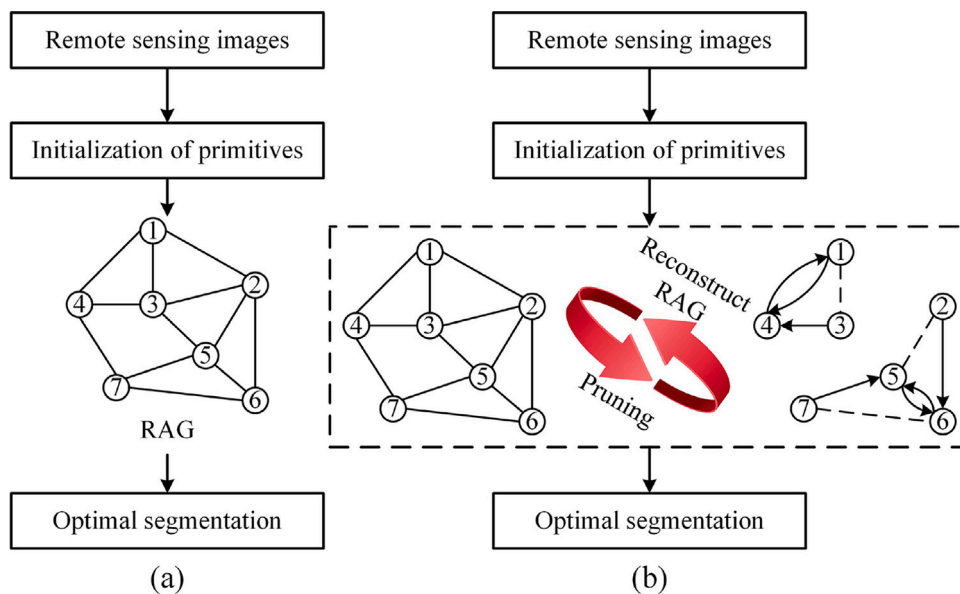 Remote sensing images
Initialization of primitives
1
2
4
3
5
7
6
RAG
Optimal segmentation
(a)
Remote sensing images
Initialization of primitives
1
2
4
3
5
7
6
Reconstruct
RAG
Pruning
1
4
3
2
5
7
6
Optimal segmentation
(b)